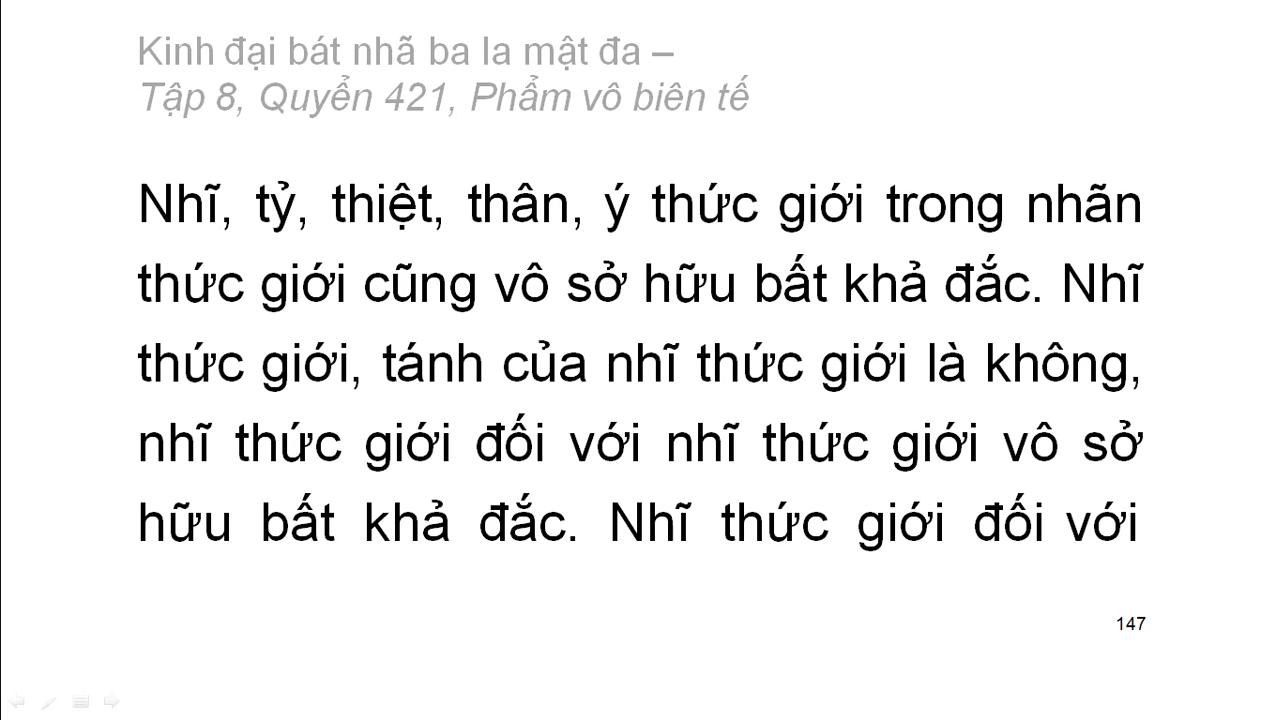 Kinh đại bát nhã ba la mật đa –
Tập 8, Quyển 421, Phẩm vô biên tế
Nhĩ, tỷ, thiệt, thân, ý thức giới trong nhãn
thức giới cũng vô sở hữu bất khả đắc. Nhĩ
thức giới, tánh của nhĩ thức giới là không,
nhĩ thức giới đối với nhĩ thức giới vô sở
hữu bất khả đắc. Nhĩ thức giới đối với
147